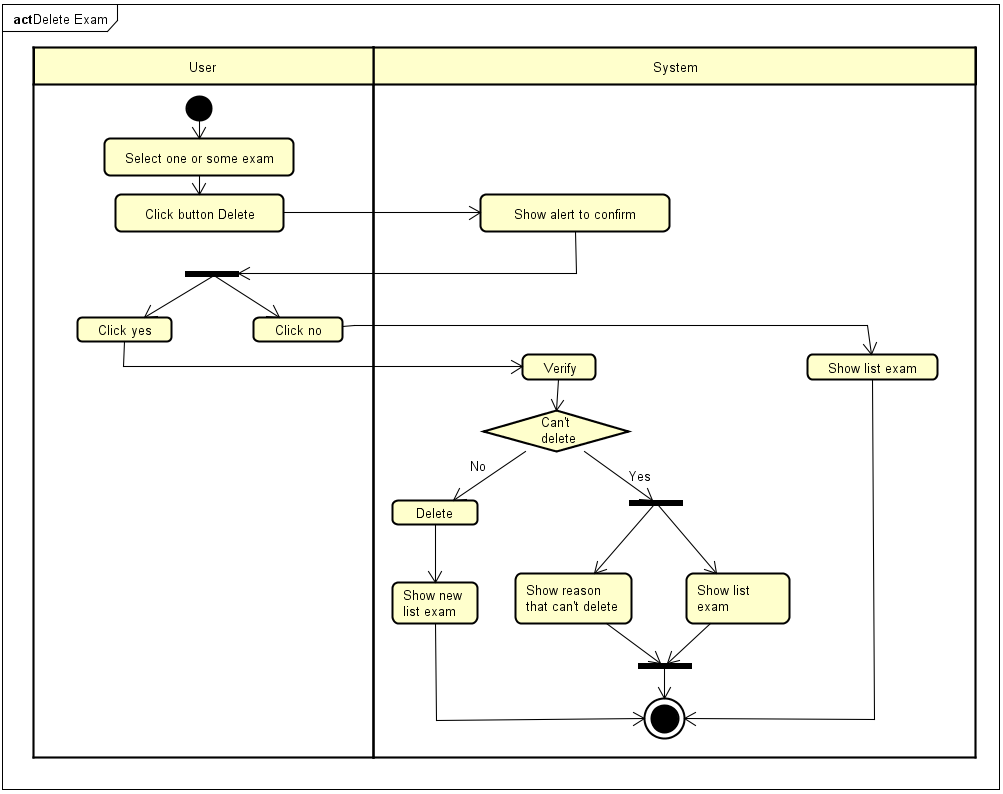 actDelete Exam
User
System
Select one or some exam
Click button Delete
Show alert to confirm
Click yes
Click no
Verify
Show list exam
Can't
delete
No
Yes
Delete
Show new
list exam
Show reason
that can't delete
Show list
exam